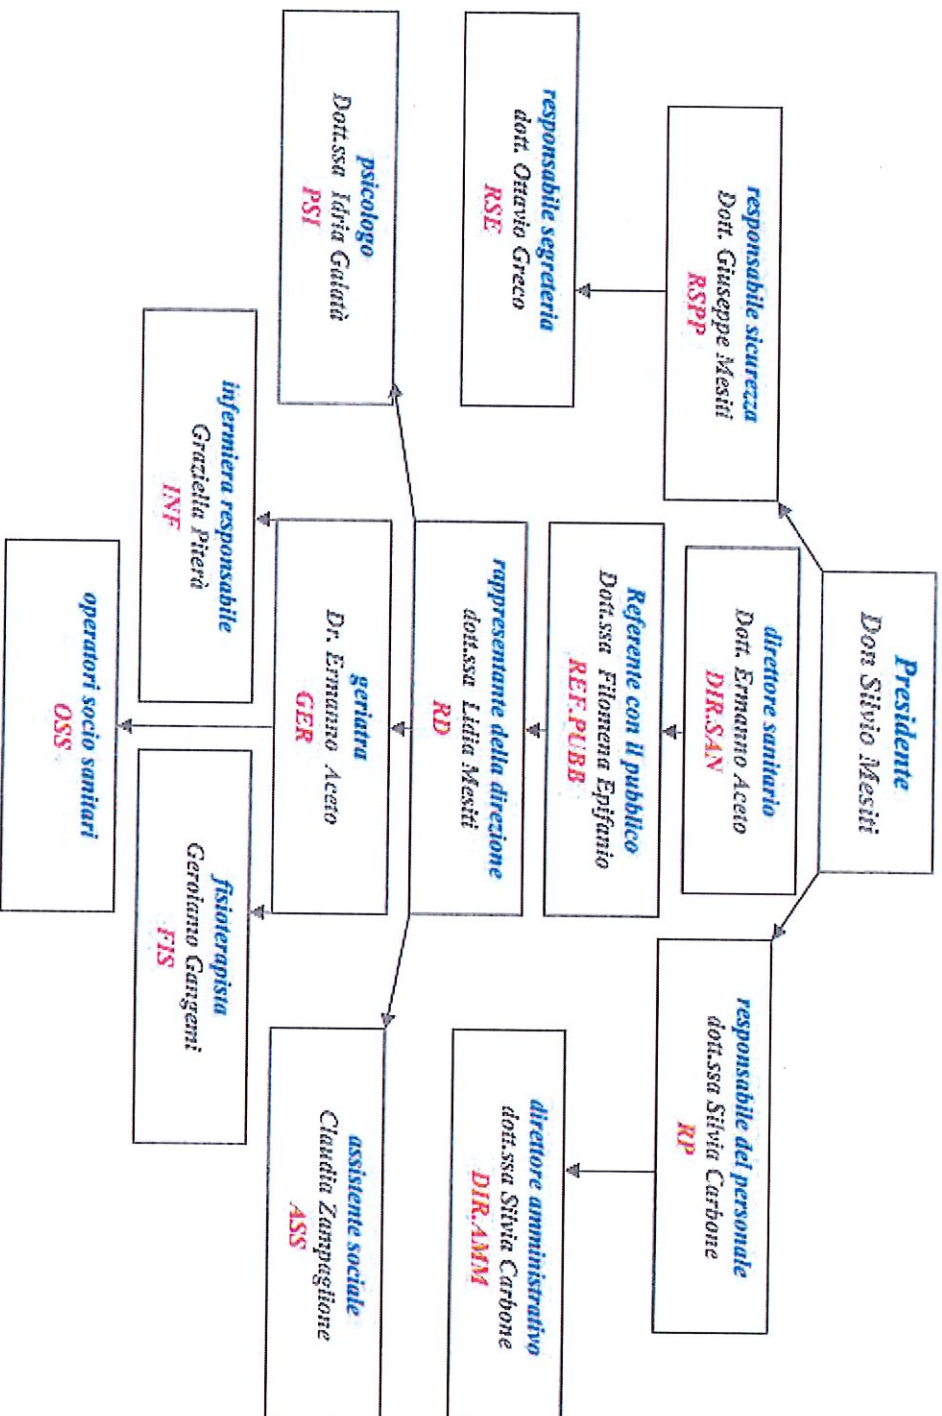 Presidente
Don Silvio Mesiti
responsabile sicurezza
Dott. Giuseppe Mesiti
RSPP
direttore sanitario
Dott. Ermanno Aceto
DIR.SAN
responsabile del personale
dott.ssa Silvia Carbone
RP
responsabile segreteria
dott. Ottavio Greco
RSE
Referente con il pubblico
Dott.ssa Filomena Epifanio
REF.PUBB
direttore amministrativo
dott.ssa Silvia Carbone
DIR.AMM
rappresentante della direzione
dott.ssa Lidia Mesiti
RD
psicologo
Dott.ssa Idria Galatà
PSI
geriatra
Dr. Ermanno Aceto
GER
assistente sociale
Claudia Zampaglione
ASS
infermiera responsabile
Graziella Piterà
INF
fisioterapista
Geroiamo Gangemi
FIS
operatori socio sanitari
OSS